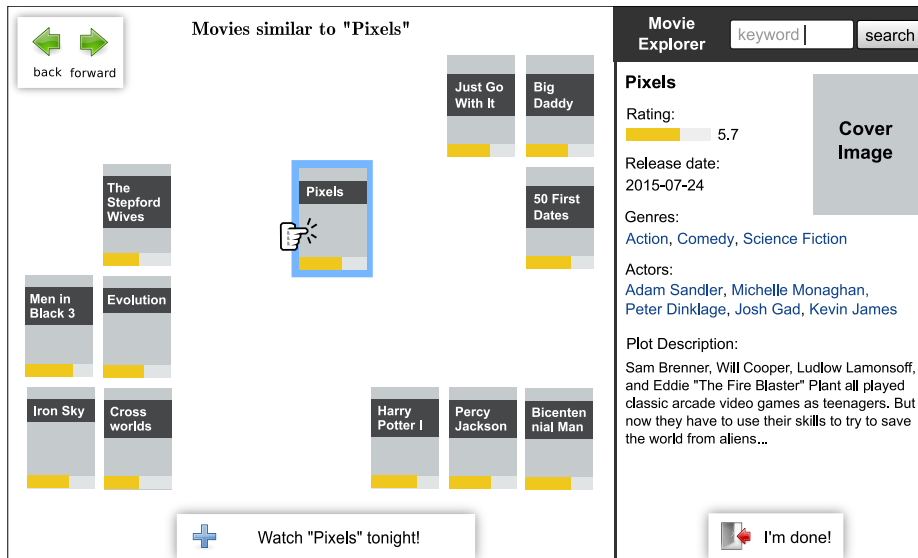 Movies similar to "Pixels"
back forward
Just Go
With It
Big
Daddy
The
Stepford
Wives
Pixels
50 First
Dates
Men in
Black 3
Evolution
Iron Sky
Cross
worlds
Harry
Potter I
Percy
Jackson
Bicenten
nial Man
Watch "Pixels" tonight!
Movie
Explorer
keyword
search
Pixels
Rating:
5.7
Release date:
2015-07-24
Cover
Image
Genres:
Action, Comedy, Science Fiction
Actors:
Adam Sandler, Michelle Monaghan,
Peter Dinklage, Josh Gad, Kevin James
Plot Description:
Sam Brenner, Will Cooper, Ludlow Lamonsoff,
and Eddie "The Fire Blaster" Plant all played
classic arcade video games as teenagers. But
now they have to use their skills to try to save
the world from aliens...
I'm done!